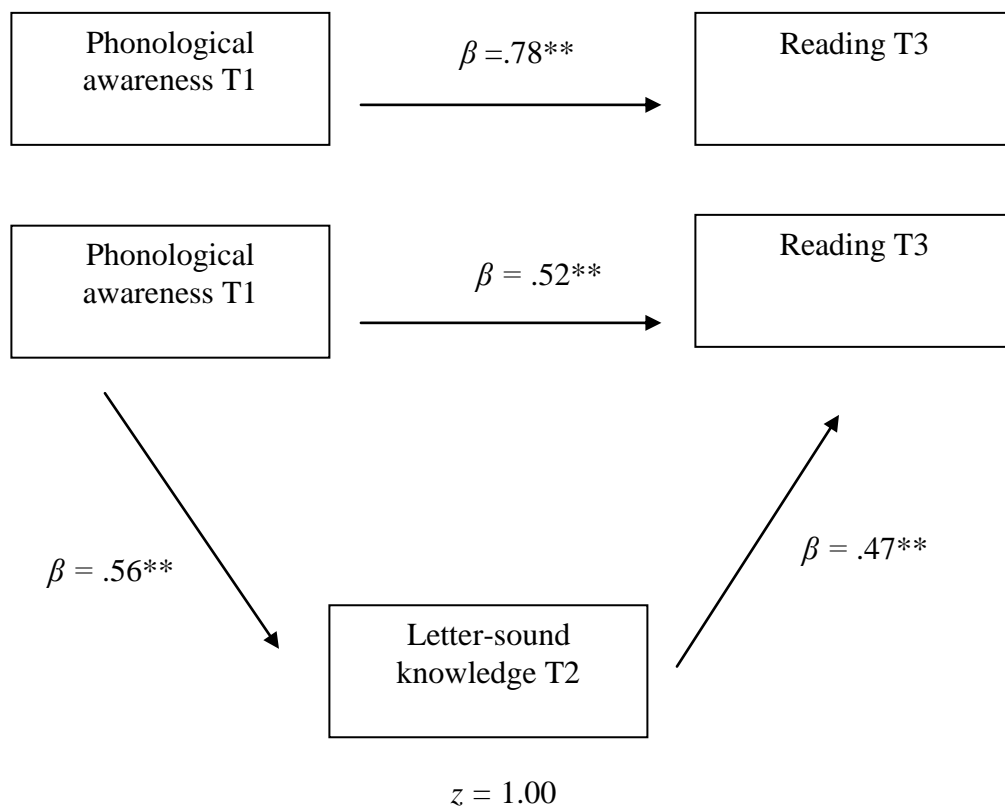 Phonological
awareness T1
β =.78**
Reading T3
Phonological
awareness T1
β = .52**
Reading T3
β = .56**
β = .47**
Letter-sound
knowledge T2
z = 1.00